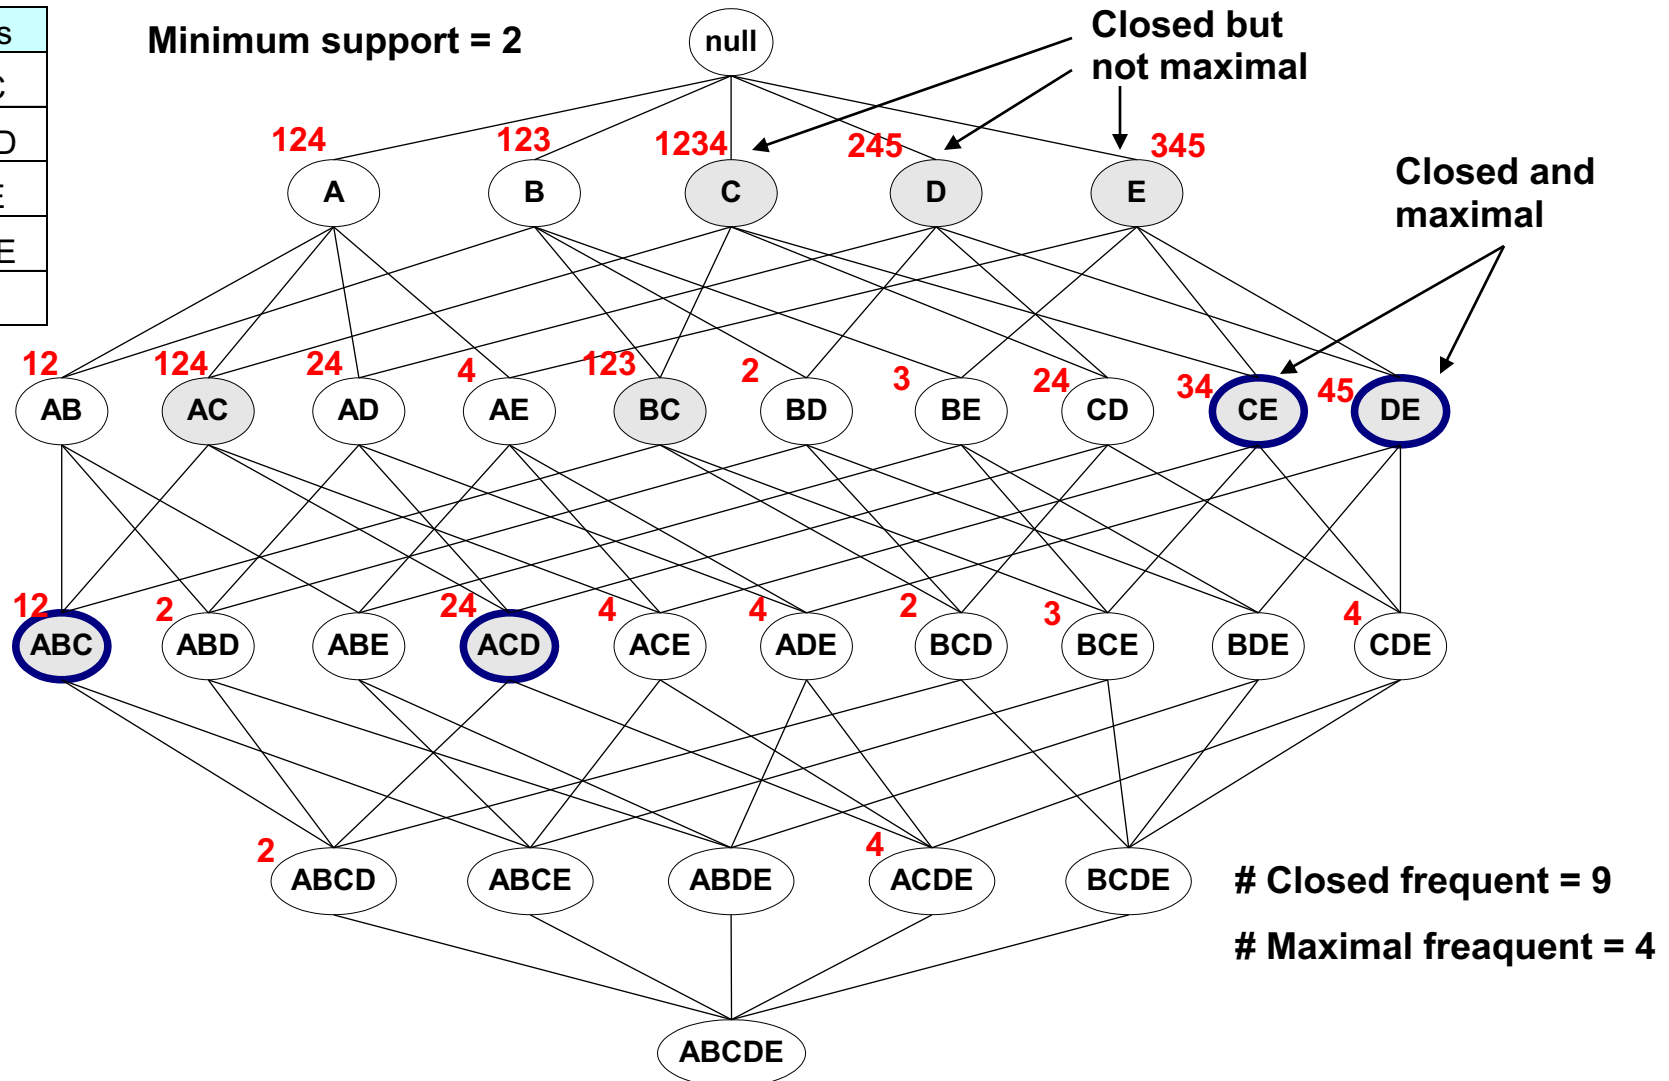 s
C
D
E
E
Minimum support = 2
null
Closed but
not maximal
124
123
1234
245
345
A
B
C
D
E
Closed and
maximal
12
124
24
4
123
2
3
24
34
45
AB
AC
AD
AE
BC
BD
BE
CD
CE
DE
12
2
24
4
4
2
3
4
ABC
ABD
ABE
ACD
ACE
ADE
BCD
BCE
BDE
CDE
2
4
ABCD
ABCE
ABDE
ACDE
BCDE
# Closed frequent = 9
# Maximal freaquent = 4
ABCDE